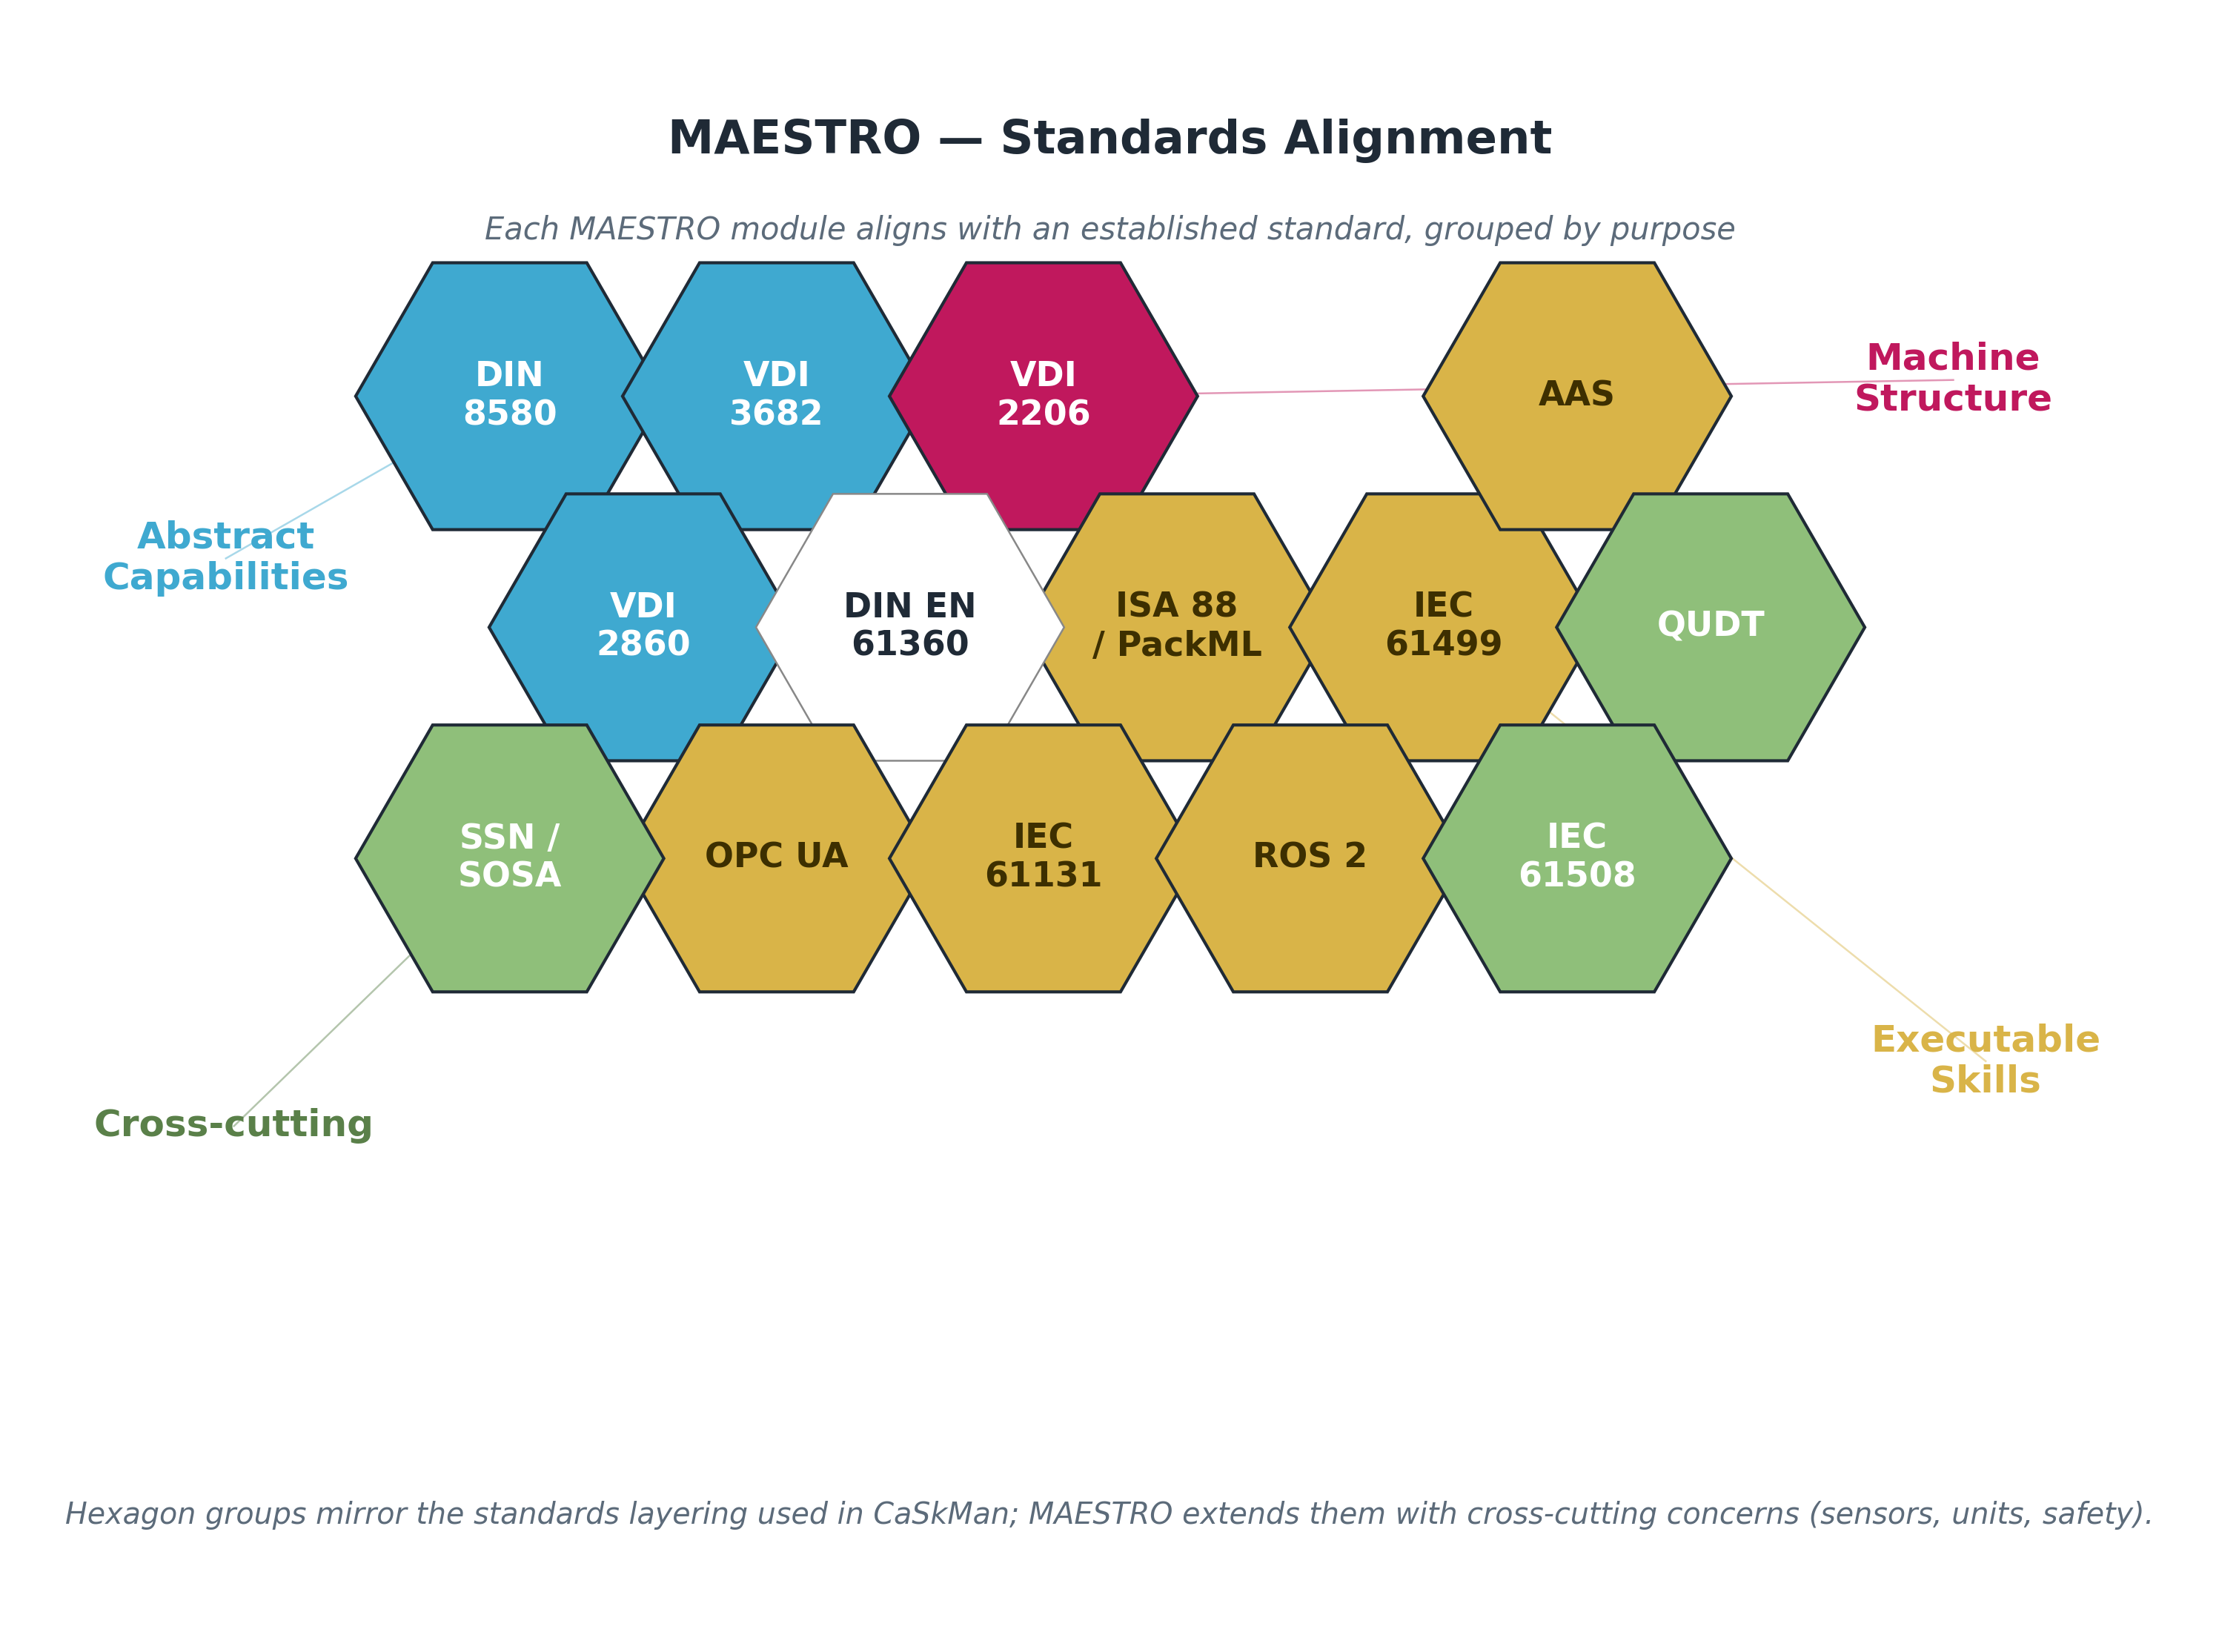 MAESTRO — Standards Alignment
Each MAESTRO module aligns with an established standard, grouped by purpose
DIN
8580
VDI
3682
VDI
2206
AAS
Machine
Structure
Abstract
Capabilities
VDI
2860
DIN EN
61360
ISA 88
/ PackML
IEC
61499
QUDT
SSN /
SOSA
OPC UA
IEC
61131
ROS 2
IEC
61508
Executable
Skills
Cross-cutting
Hexagon groups mirror the standards layering used in CaSkMan; MAESTRO extends them with cross-cutting concerns (sensors, units, safety).